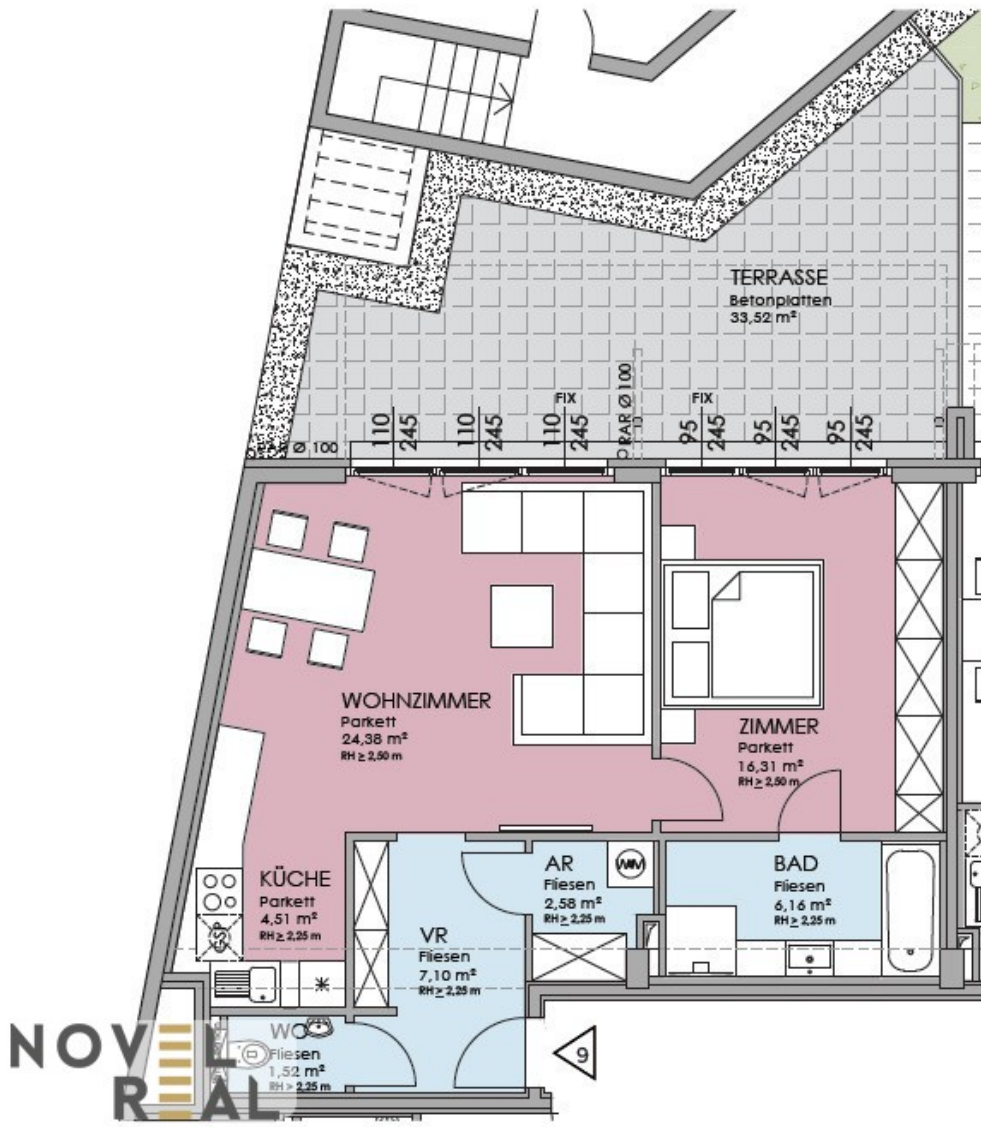 TERRASSE
Betonplatten
33,52 m²
FIX
FIX
110
245
110
245
110
245
95
245
95
245
95
245
Ø 100
DRAR Ø 100
WOHNZIMMER
Parkett
24,38 m²
RH ≥ 2,50 m
ZIMMER
Parkett
16,31 m²
RH ≥ 2,50 m
KÜCHE
Parkett
4,51 m²
RH ≥ 2,25 m
GSP
VR
Fliesen
7,10 m²
RH ≥ 2,25 m
AR
Fliesen
2,58 m²
RH ≥ 2,25 m
WM
BAD
Fliesen
6,16 m²
RH ≥ 2,25 m
WC
Fliesen
1,52 m²
RH ≥ 2,25 m
9
NOVEL
REAL